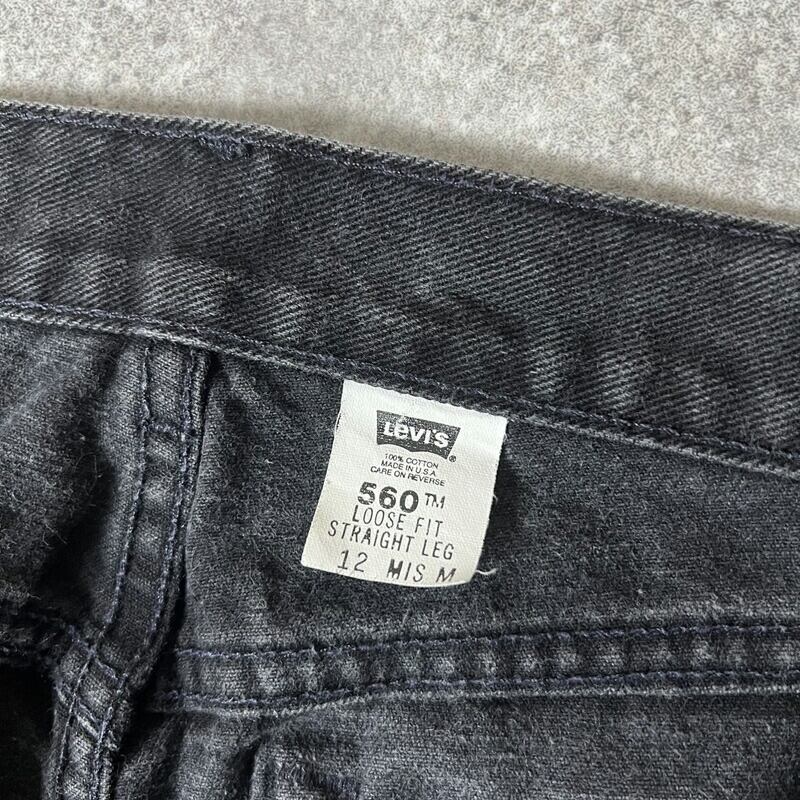 Levi's ®
100% COTTON
MADE IN U.S.A.
CARE ON REVERSE
560™
LOOSE FIT
STRAIGHT LEG
12 MIS M